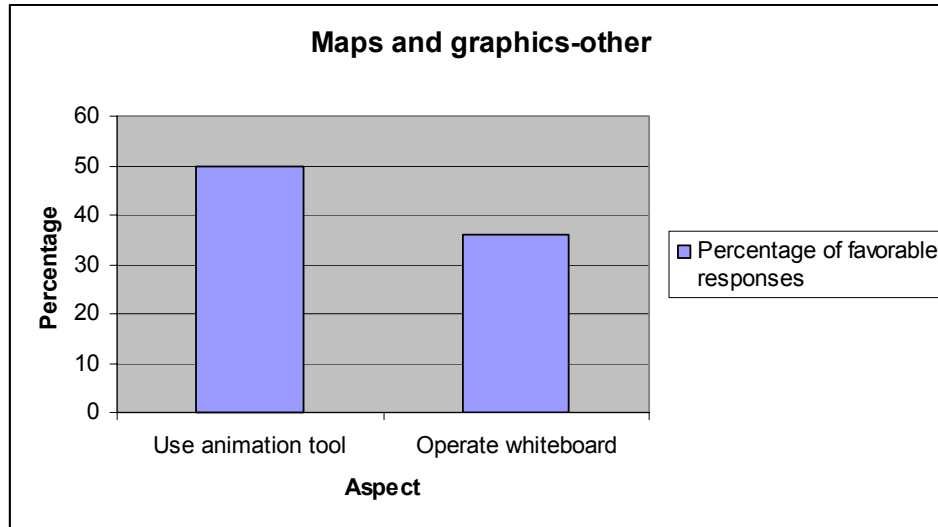 Maps and graphics-other
60
50
40
30
20
10
0
Percentage
Use animation tool
Operate whiteboard
Aspect
Percentage of favorable
responses